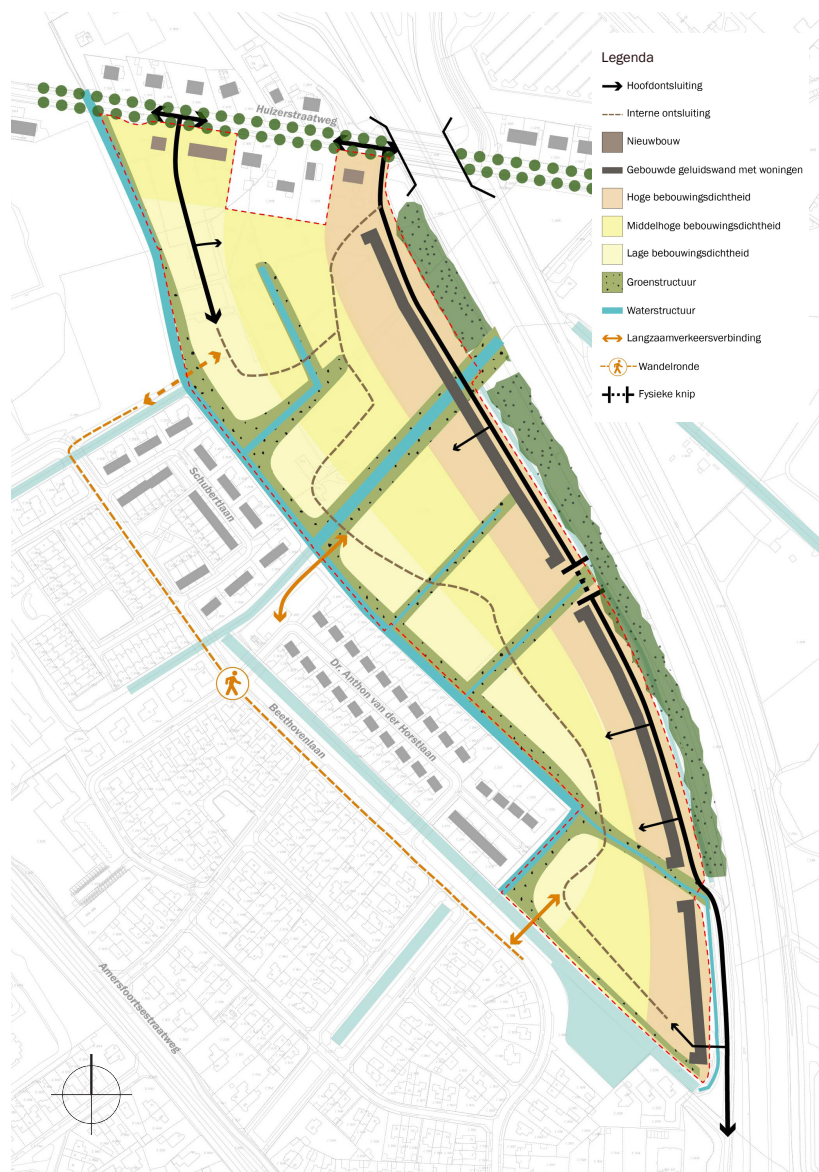 Legenda
Hoofdontsluiting
Interne ontsluiting
Nieuwbouw
Gebouwde geluidswand met woningen
Hoge bebouwingsdichtheid
Middelhoge bebouwingsdichtheid
Lage bebouwingsdichtheid
Groenstructuur
Waterstructuur
Langzaamverkeersverbinding
Wandelronde
Fysieke knip
Huizerstraatweg
Schubertlaan
Dr. Anthon van der Horstlaan
Beethovenlaan
Amersfoortsestraatweg